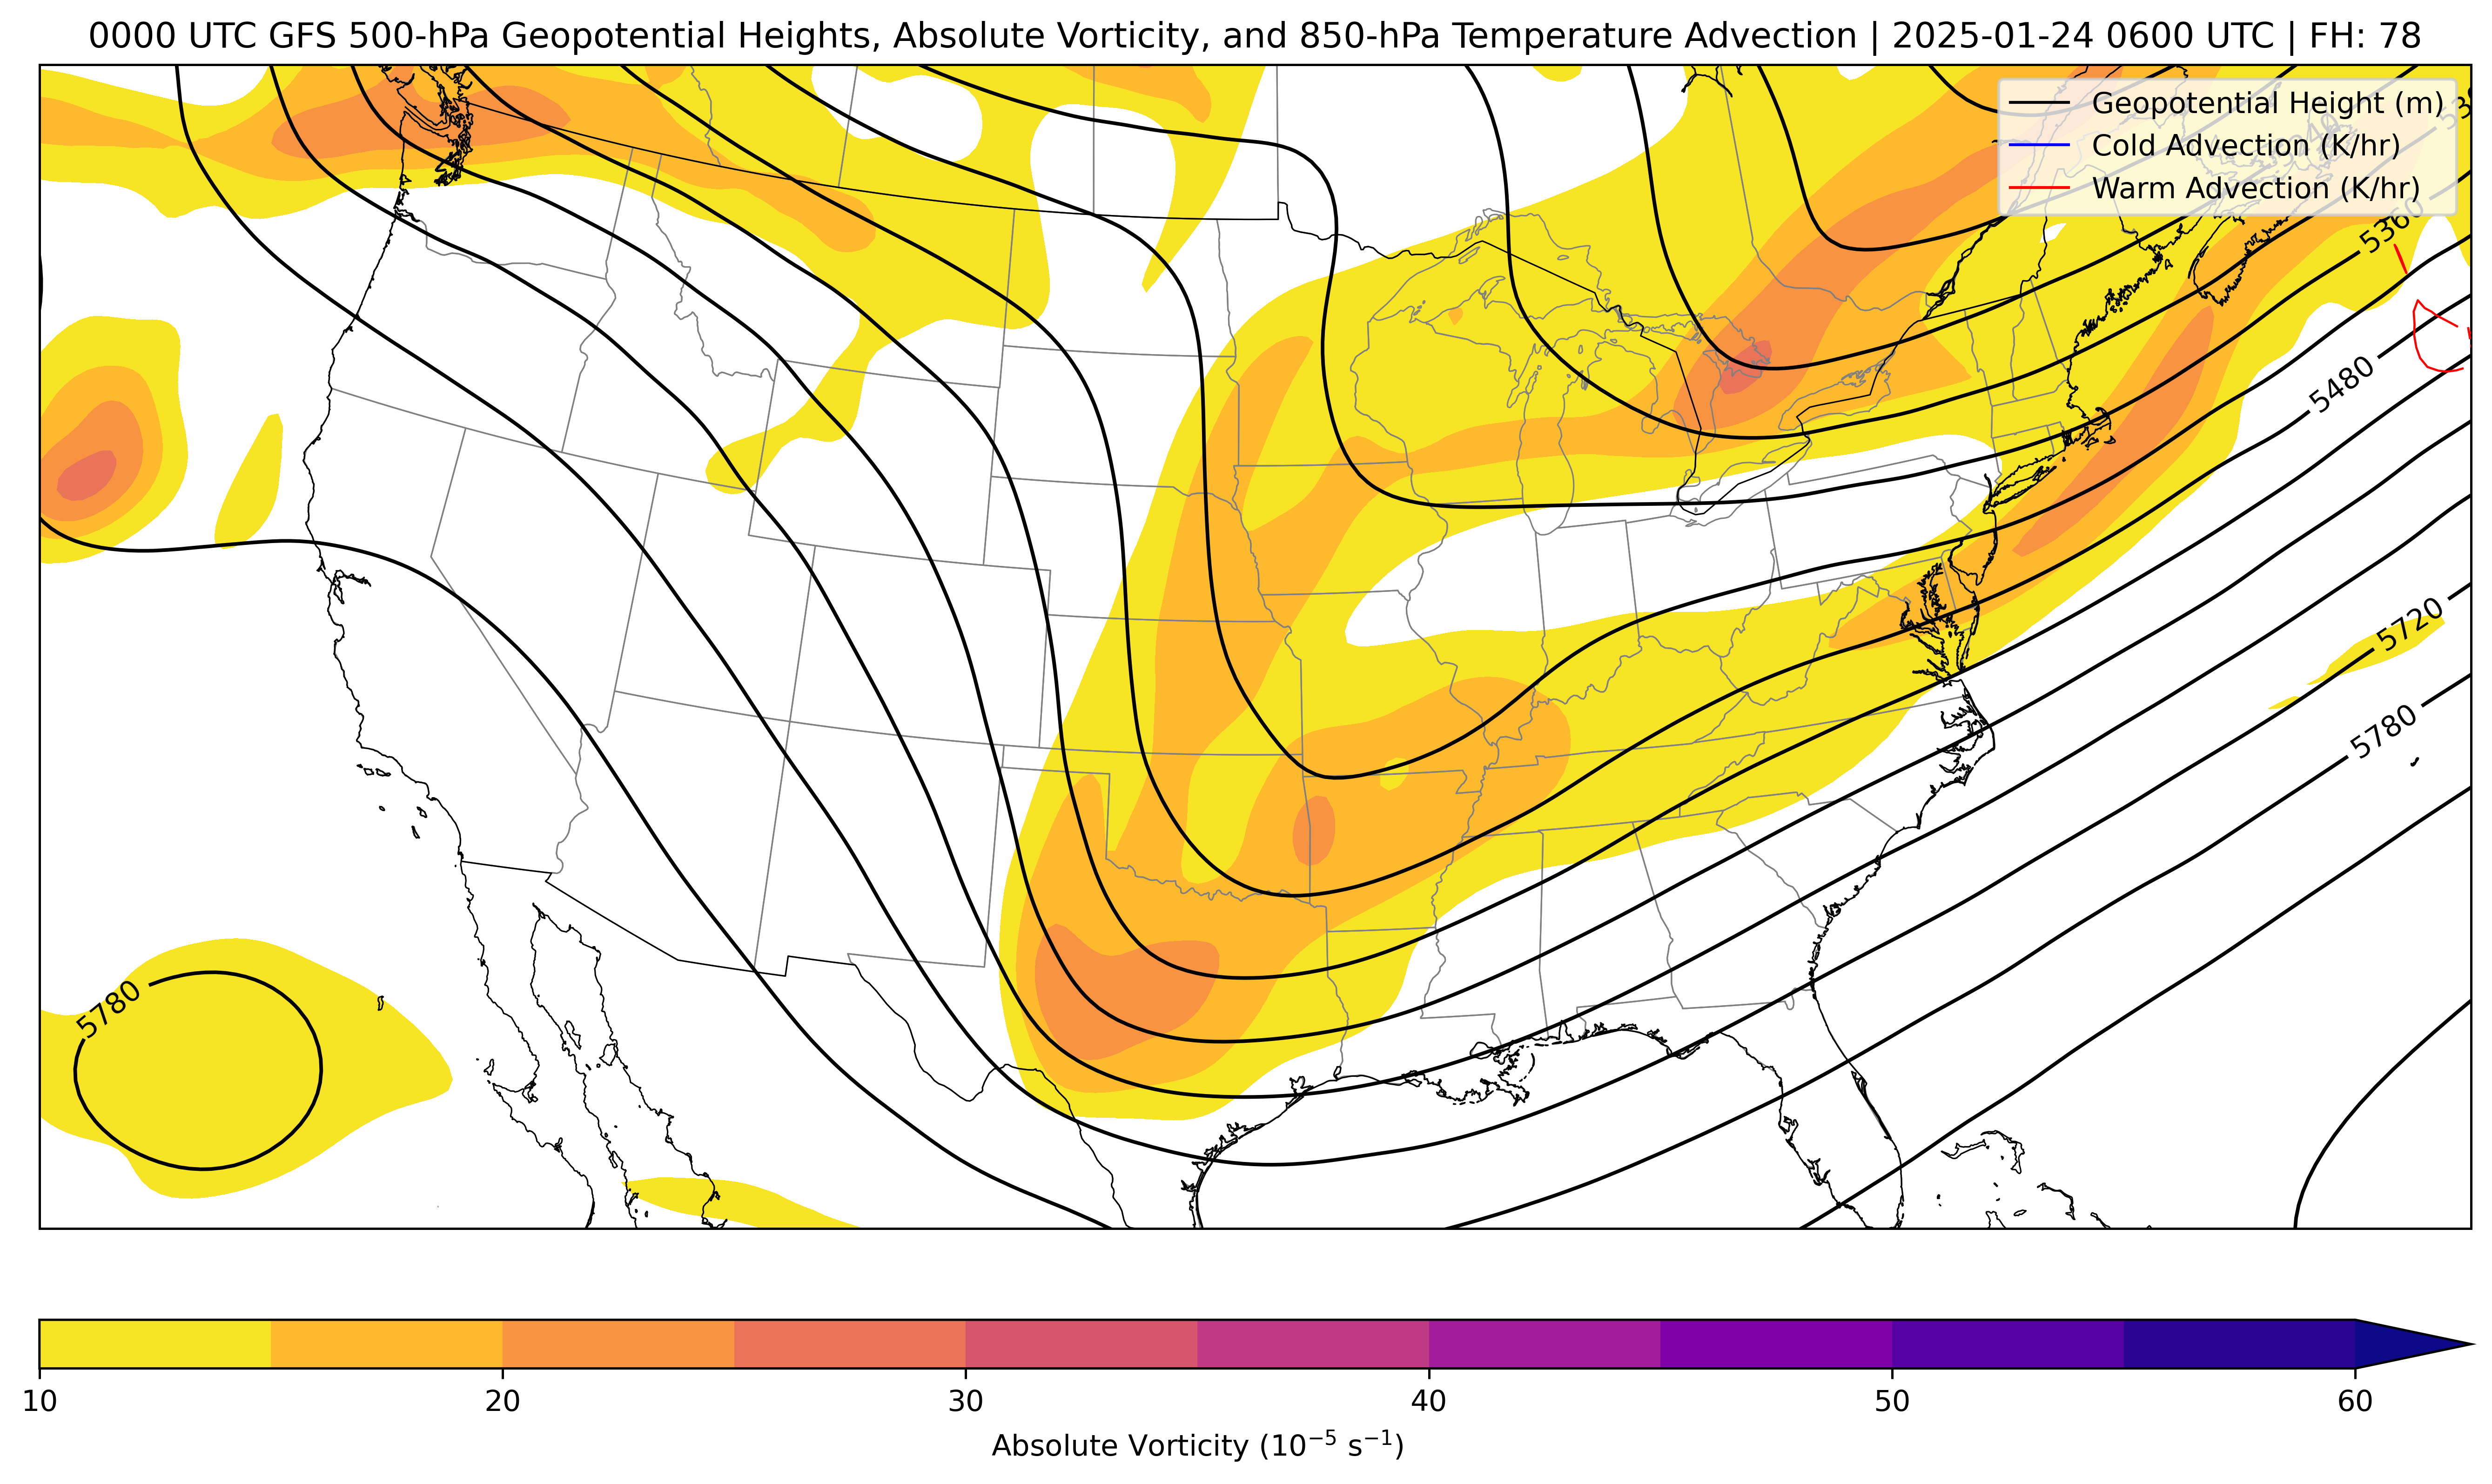 0000 UTC GFS 500-hPa Geopotential Heights, Absolute Vorticity, and 850-hPa Temperature Advection | 2025-01-24 0600 UTC | FH: 78
Geopotential Height (m)
Cold Advection (K/hr)
Warm Advection (K/hr)
5360
5480
5720
5780
5780
10 20 30 40 50 60
Absolute Vorticity (10⁻⁵ s⁻¹)